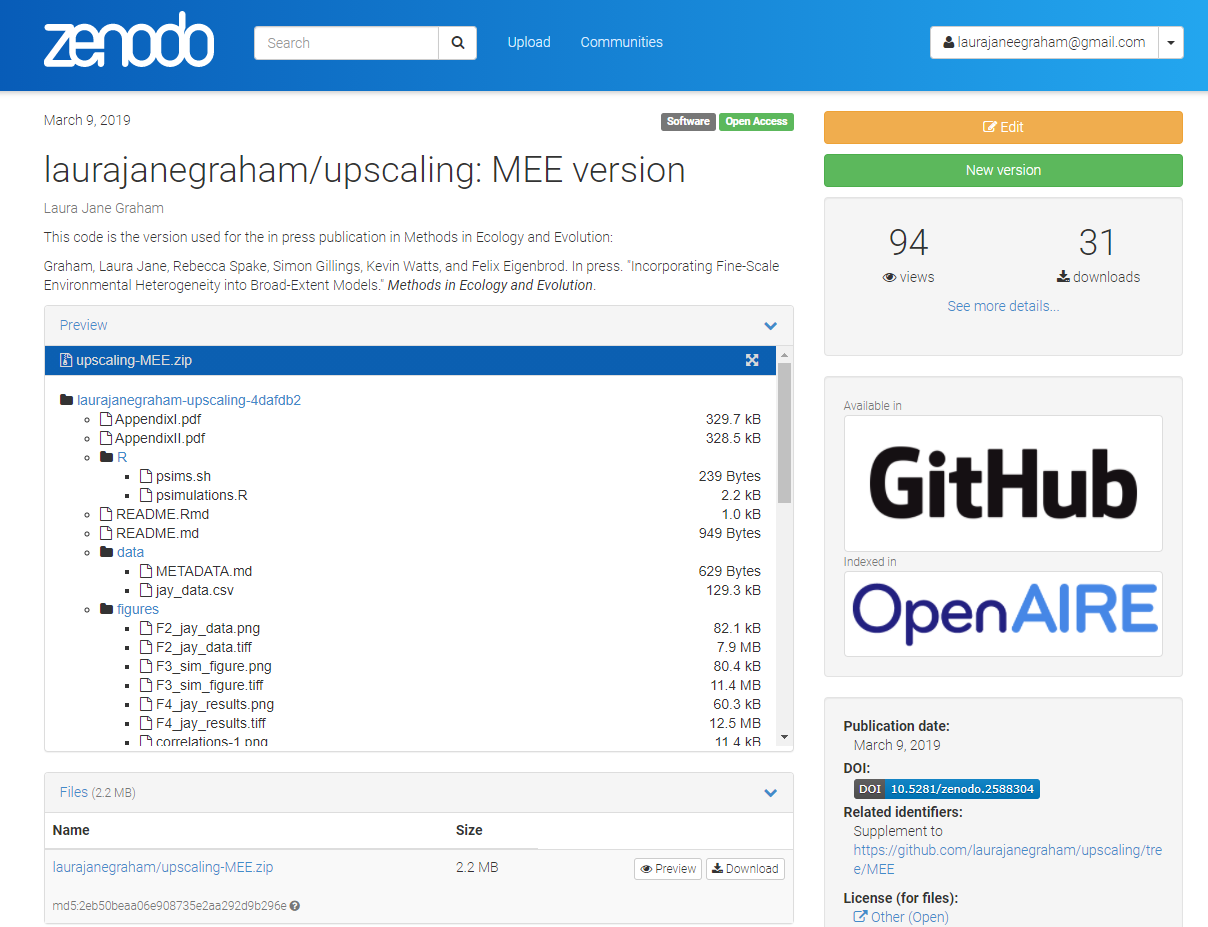 zenodo
Search
Upload
Communities
laurajaneegraham@gmail.com
March 9, 2019
Software
Open Access
laurajanegraham/upscaling: MEE version
Laura Jane Graham
This code is the version used for the in press publication in Methods in Ecology and Evolution:
Graham, Laura Jane, Rebecca Spake, Simon Gillings, Kevin Watts, and Felix Eigenbrod. In press. "Incorporating Fine-Scale
Environmental Heterogeneity into Broad-Extent Models." Methods in Ecology and Evolution.
Preview
upscaling-MEE.zip
laurajanegraham-upscaling-4dafdb2
AppendixI.pdf 329.7 kB
AppendixII.pdf 328.5 kB
R
psims.sh 239 Bytes
psimulations.R 2.2 kB
README.Rmd 1.0 kB
README.md 949 Bytes
data
METADATA.md 629 Bytes
jay_data.csv 129.3 kB
figures
F2_jay_data.png 82.1 kB
F2_jay_data.tiff 7.9 MB
F3_sim_figure.png 80.4 kB
F3_sim_figure.tiff 11.4 MB
F4_jay_results.png 60.3 kB
F4_jay_results.tiff 12.5 MB
correlations-1.png 11.4 kB
Files (2.2 MB)
Name Size
laurajanegraham/upscaling-MEE.zip 2.2 MB Preview Download
md5:2eb50beaa06e908735e2aa292d9b296e
Edit
New version
94 31
views downloads
See more details...
Available in
GitHub
Indexed in
OpenAIRE
Publication date:
March 9, 2019
DOI:
DOI 10.5281/zenodo.2588304
Related identifiers:
Supplement to
https://github.com/laurajanegraham/upscaling/tre
e/MEE
License (for files):
Other (Open)